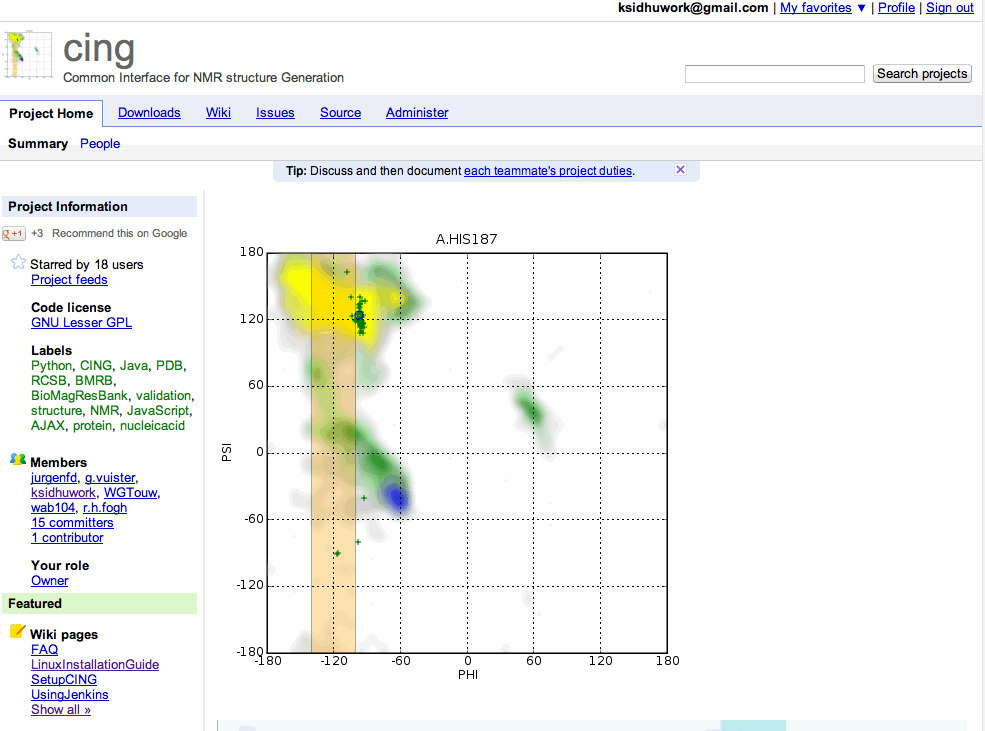 ksidhuwork@gmail.com | My favorites ▼ | Profile | Sign out
cing
Common Interface for NMR structure Generation
Search projects
Project Home Downloads Wiki Issues Source Administer
Summary People
Tip: Discuss and then document each teammate's project duties.
Project Information
+1 +3 Recommend this on Google
Starred by 18 users
Project feeds
Code license
GNU Lesser GPL
Labels
Python, CING, Java, PDB,
RCSB, BMRB,
BioMagResBank, validation,
structure, NMR, JavaScript,
AJAX, protein, nucleicacid
Members
jurgenfd, g.vuister,
ksidhuwork, WGTouw,
wab104, r.h.fogh
15 committers
1 contributor
Your role
Owner
Featured
Wiki pages
FAQ
LinuxInstallationGuide
SetupCING
UsingJenkins
Show all »
A.HIS187
180
120
60
0
-60
-120
-180
PSI
-180 -120 -60 0 60 120 180
PHI